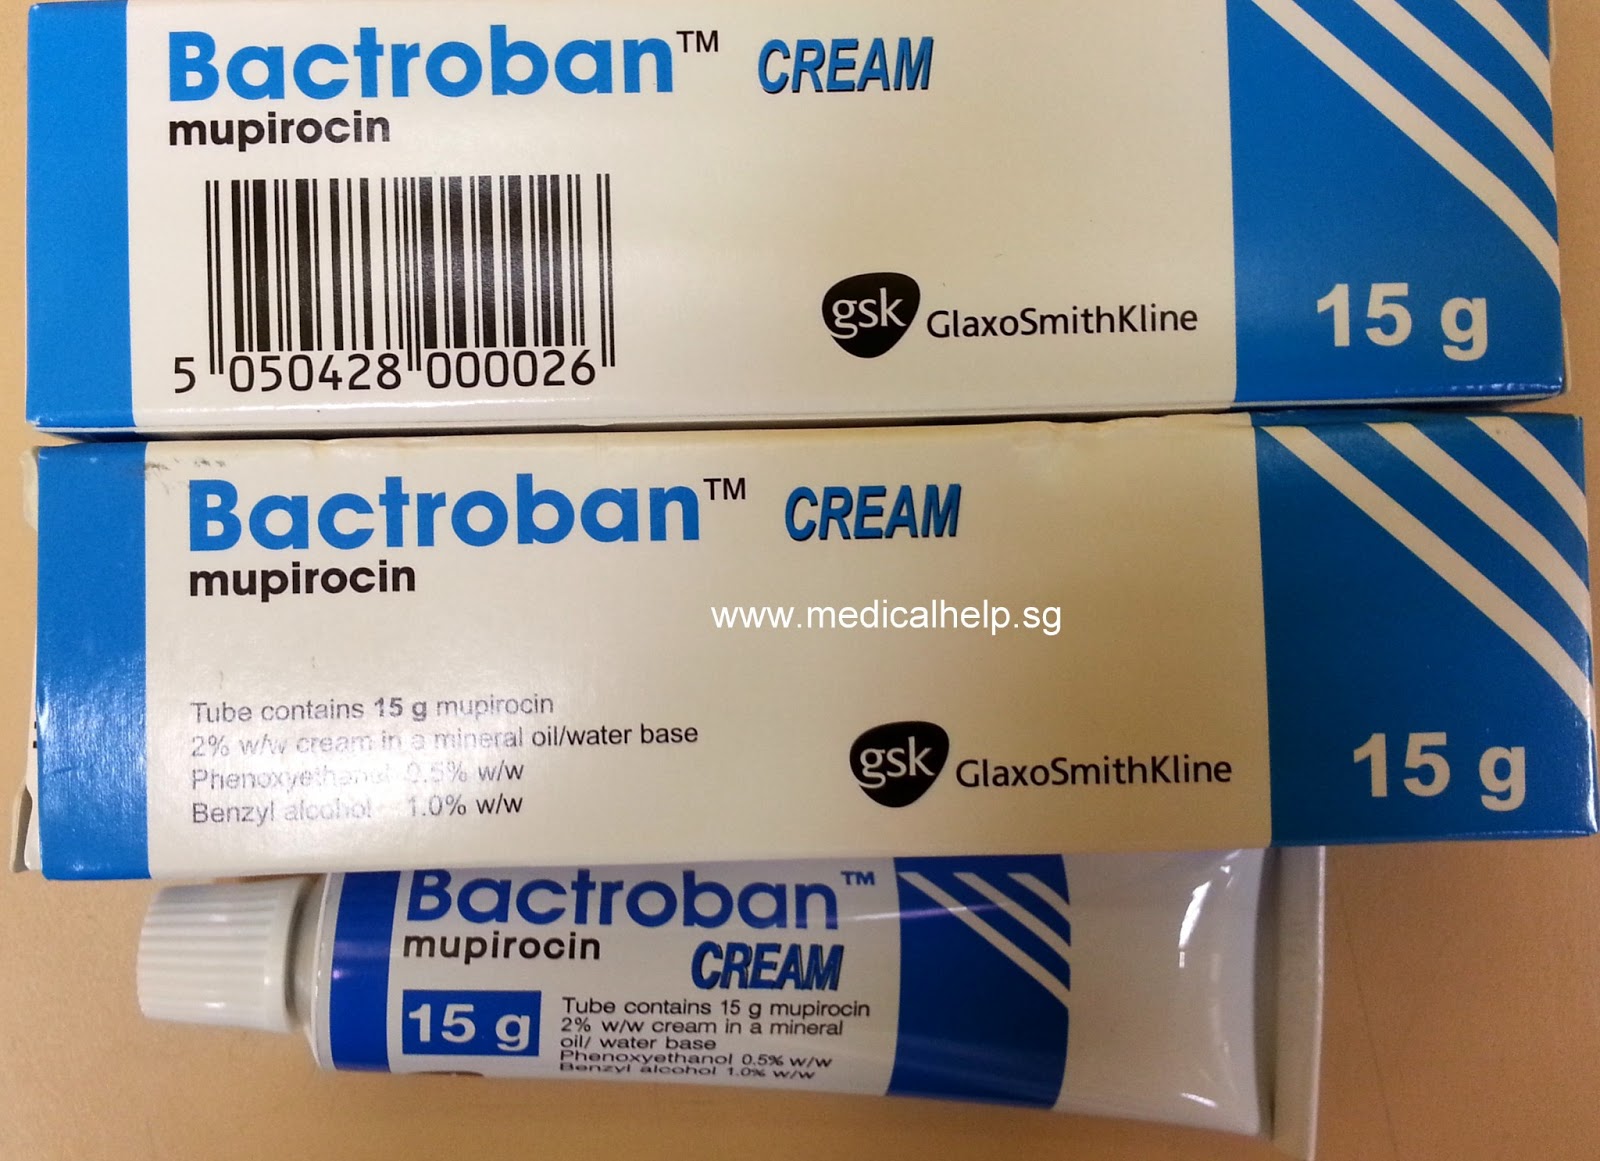 Bactroban™ CREAM
mupirocin
5 050428 000026
gsk GlaxoSmithKline
15 g
Bactroban™ CREAM
mupirocin
www.medicalhelp.sg
Tube contains 15 g mupirocin
2% w/w cream in a mineral oil/water base
Phenoxyethanol 0.5% w/w
Benzyl alcohol 1.0% w/w
gsk GlaxoSmithKline
15 g
Bactroban™
mupirocin
CREAM
15 g
Tube contains 15 g mupirocin
2% w/w cream in a mineral
oil/ water base
Phenoxyethanol 0.5% w/w
Benzyl alcohol 1.0% w/w